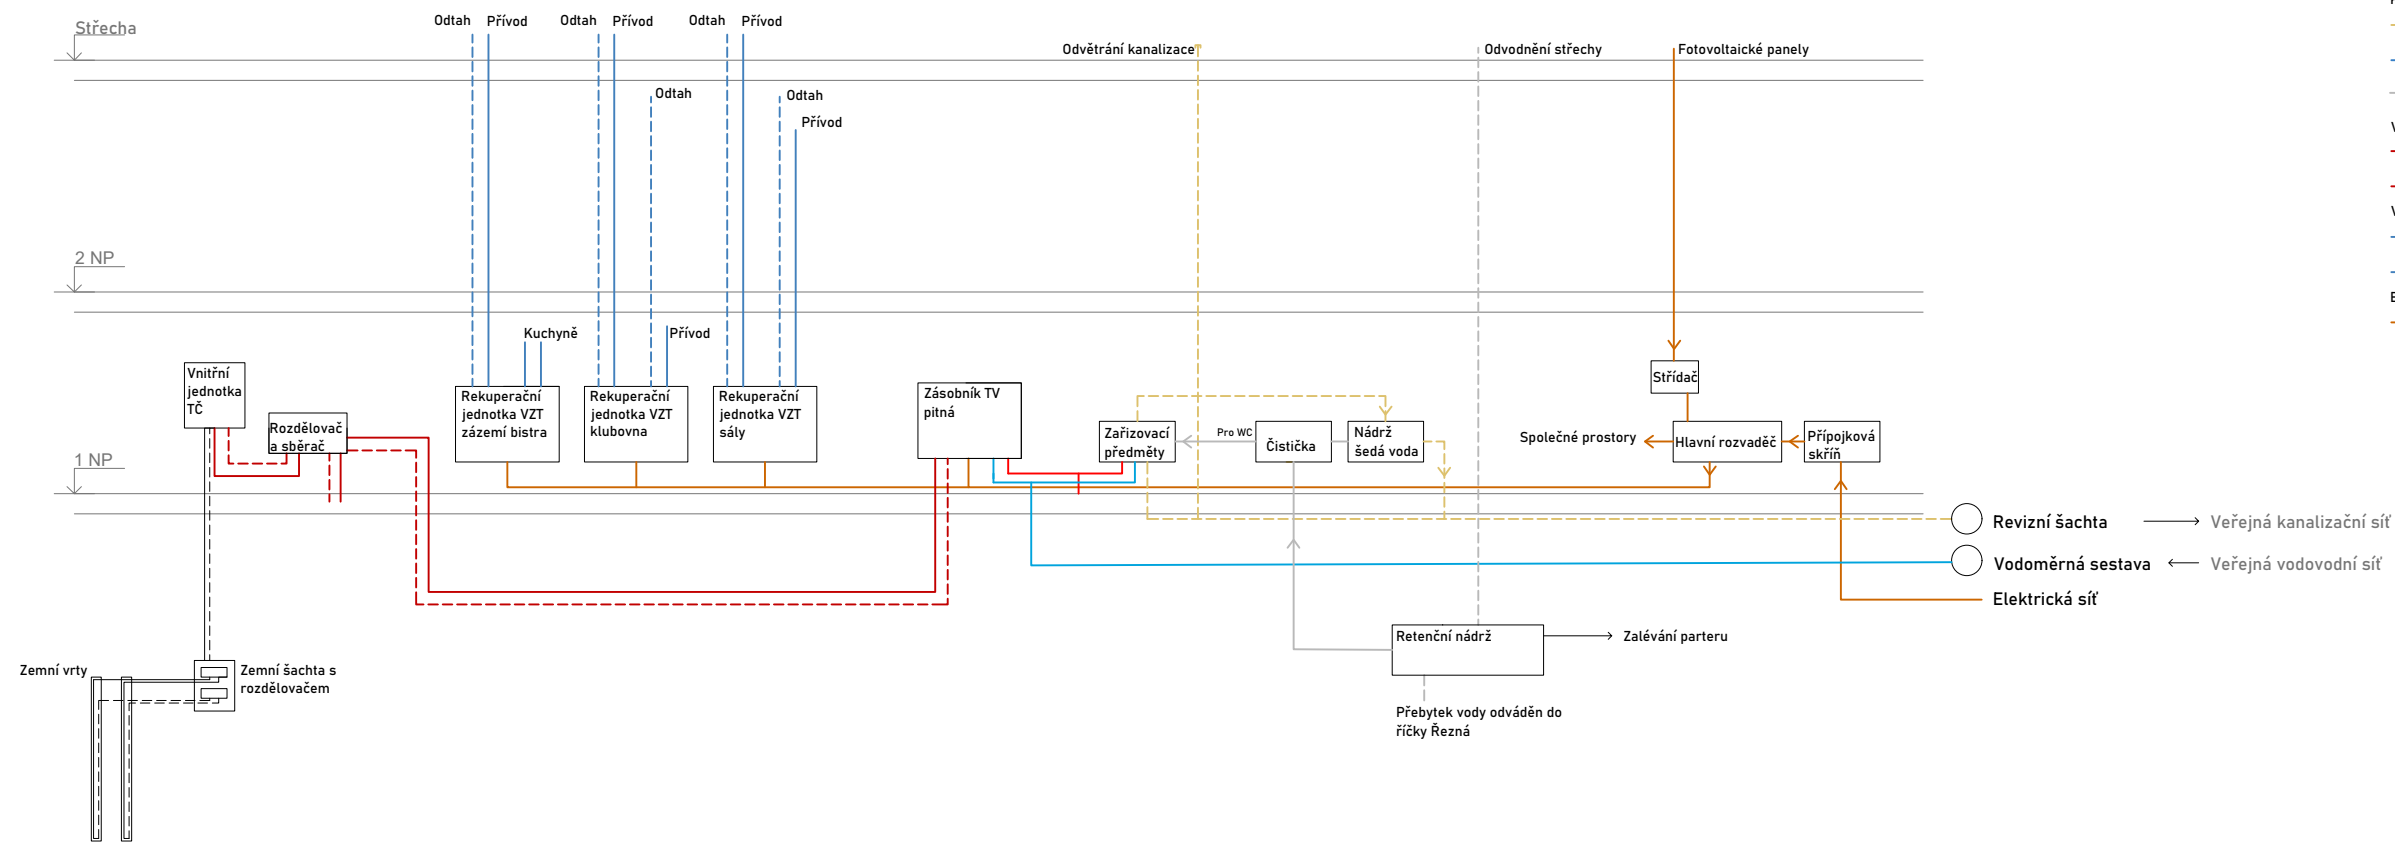 Střecha
Odtah Přívod
Odtah Přívod
Odtah Přívod
Odvětrání kanalizace
Odvodnění střechy
Fotovoltaické panely
Odtah
Odtah
Přívod
2 NP
Kuchyně
Přívod
Vnitřní
jednotka
TČ
Rozdělovač
a sběrač
Rekuperační
jednotka VZT
zázemí bistra
Rekuperační
jednotka VZT
klubovna
Rekuperační
jednotka VZT
sály
Zásobník TV
pitná
Zařizovací
předměty
Pro WC
Čistička
Nádrž
šedá voda
Střídač
Společné prostory
Hlavní rozvaděč
Přípojková
skříň
1 NP
Revizní šachta
Veřejná kanalizační síť
Vodoměrná sestava
Veřejná vodovodní síť
Elektrická síť
Retenční nádrž
Zalévání parteru
Zemní vrty
Zemní šachta s
rozdělovačem
Přebytek vody odváděn do
říčky Řezná